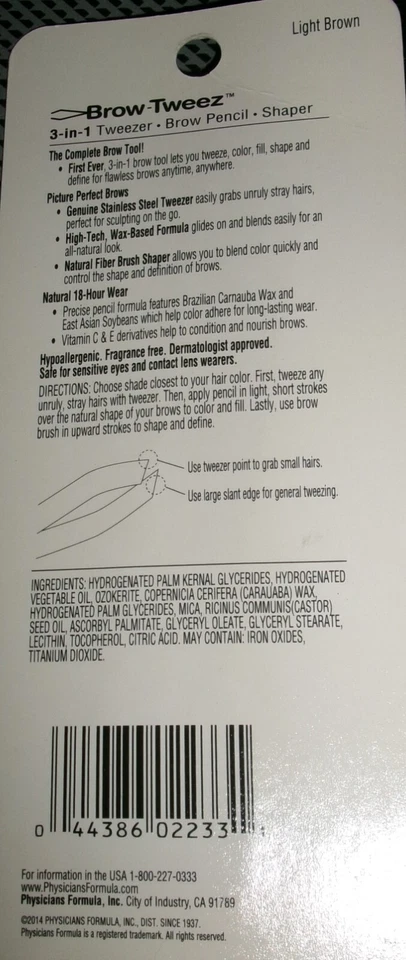 Light Brown
Brow-Tweez™
3-in-1 Tweezer • Brow Pencil • Shaper
The Complete Brow Tool!
• First Ever, 3-in-1 brow tool lets you tweeze, color, fill, shape and
define for flawless brows anytime, anywhere.
Picture Perfect Brows
• Genuine Stainless Steel Tweezer easily grabs unruly stray hairs,
perfect for sculpting on the go.
• High-Tech, Wax-Based Formula glides on and blends easily for an
all-natural look.
• Natural Fiber Brush Shaper allows you to blend color quickly and
control the shape and definition of brows.
Natural 18-Hour Wear
• Precise pencil formula features Brazilian Carnauba Wax and
East Asian Soybeans which help color adhere for long-lasting wear.
• Vitamin C & E derivatives help to condition and nourish brows.
Hypoallergenic. Fragrance free. Dermatologist approved.
Safe for sensitive eyes and contact lens wearers.
DIRECTIONS: Choose shade closest to your hair color. First, tweeze any
unruly, stray hairs with tweezer. Then, apply pencil in light, short strokes
over the natural shape of your brows to color and fill. Lastly, use brow
brush in upward strokes to shape and define.
Use tweezer point to grab small hairs.
Use large slant edge for general tweezing.
INGREDIENTS: HYDROGENATED PALM KERNAL GLYCERIDES, HYDROGENATED
VEGETABLE OIL, OZOKERITE, COPERNICIA CERIFERA (CARAUABA) WAX,
HYDROGENATED PALM GLYCERIDES, MICA, RICINUS COMMUNIS(CASTOR)
SEED OIL, ASCORBYL PALMITATE, GLYCERYL OLEATE, GLYCERYL STEARATE,
LECITHIN, TOCOPHEROL, CITRIC ACID. MAY CONTAIN: IRON OXIDES,
TITANIUM DIOXIDE.
0 44386 02233
For information in the USA 1-800-227-0333
www.PhysiciansFormula.com
Physicians Formula, Inc. City of Industry, CA 91789
©2014 PHYSICIANS FORMULA, INC., DIST. SINCE 1937.
Physicians Formula is a registered trademark. All rights reserved.